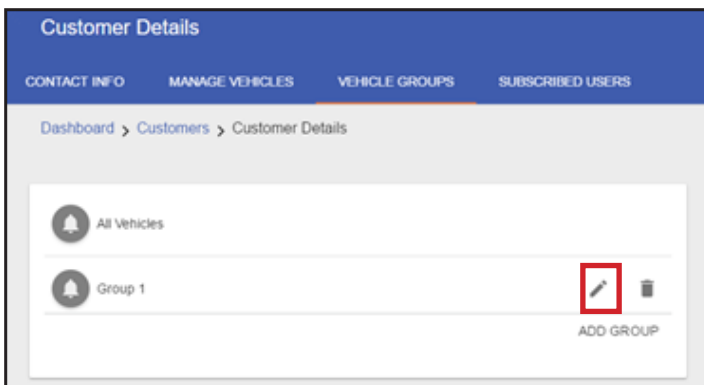 Customer Details
CONTACT INFO MANAGE VEHICLES VEHICLE GROUPS SUBSCRIBED USERS
Dashboard > Customers > Customer Details
All Vehicles
Group 1
ADD GROUP